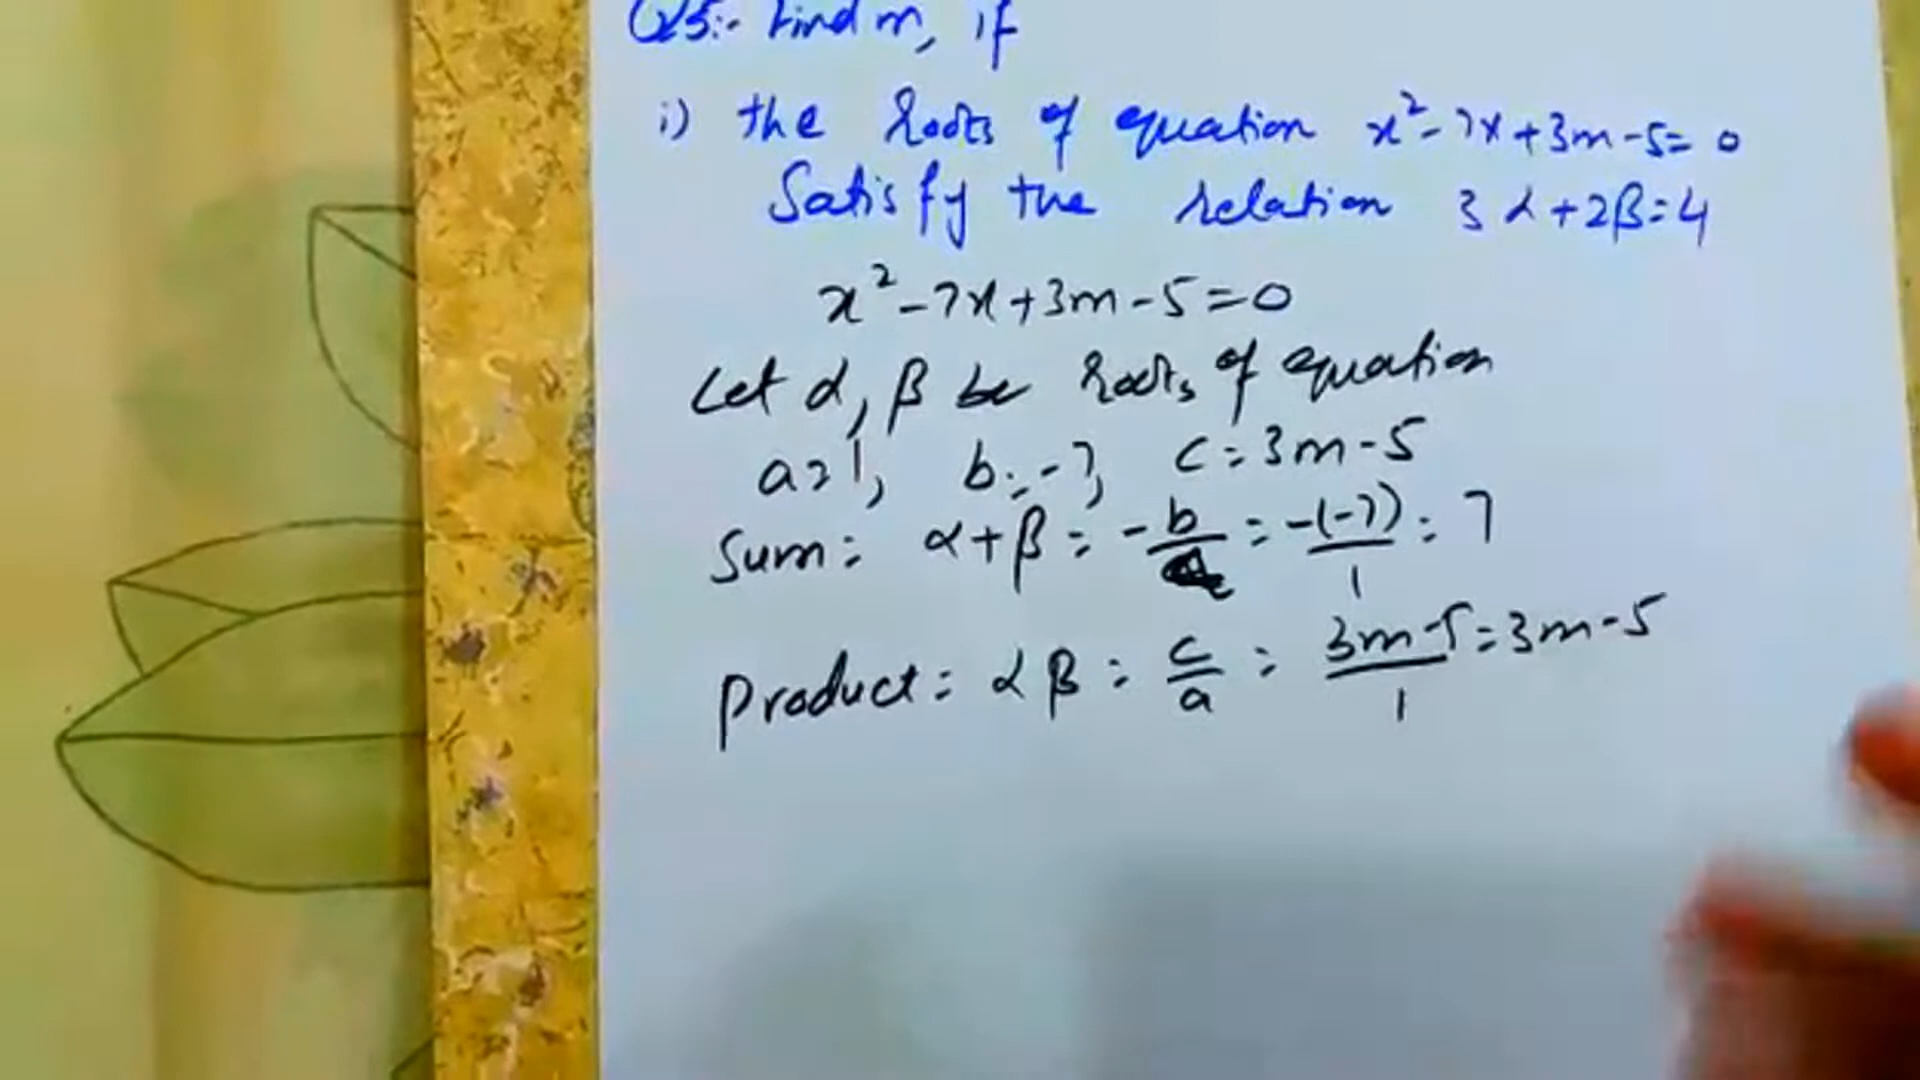 Q5:- Find m, if
i) the roots of equation x²-7x+3m-5=0
Satisfy the relation 3α+2β=4
x²-7x+3m-5=0
Let α, β be roots of equation
a=1, b=-7, c=3m-5
Sum= α+β = -b/a = -(-7)/1 = 7
Product= αβ = c/a = 3m-5/1 = 3m-5